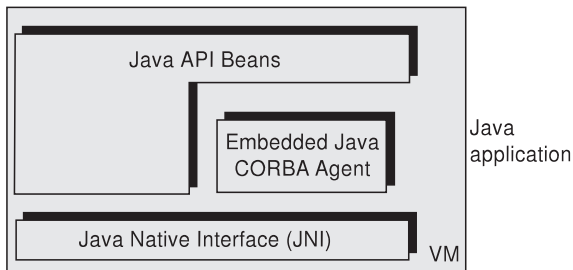 Java API Beans
Embedded Java
CORBA Agent
Java
application
Java Native Interface (JNI)
VM